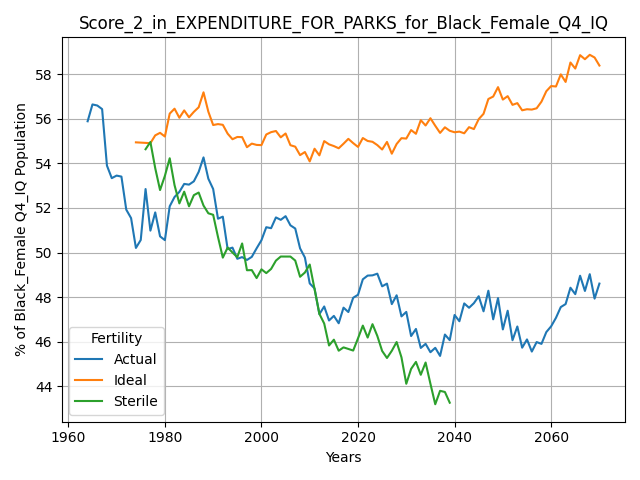 Score_2_in_EXPENDITURE_FOR_PARKS_for_Black_Female_Q4_IQ
% of Black_Female Q4_IQ Population
58
56
54
52
50
48
46
44
Fertility
Actual
Ideal
Sterile
1960 1980 2000 2020 2040 2060
Years